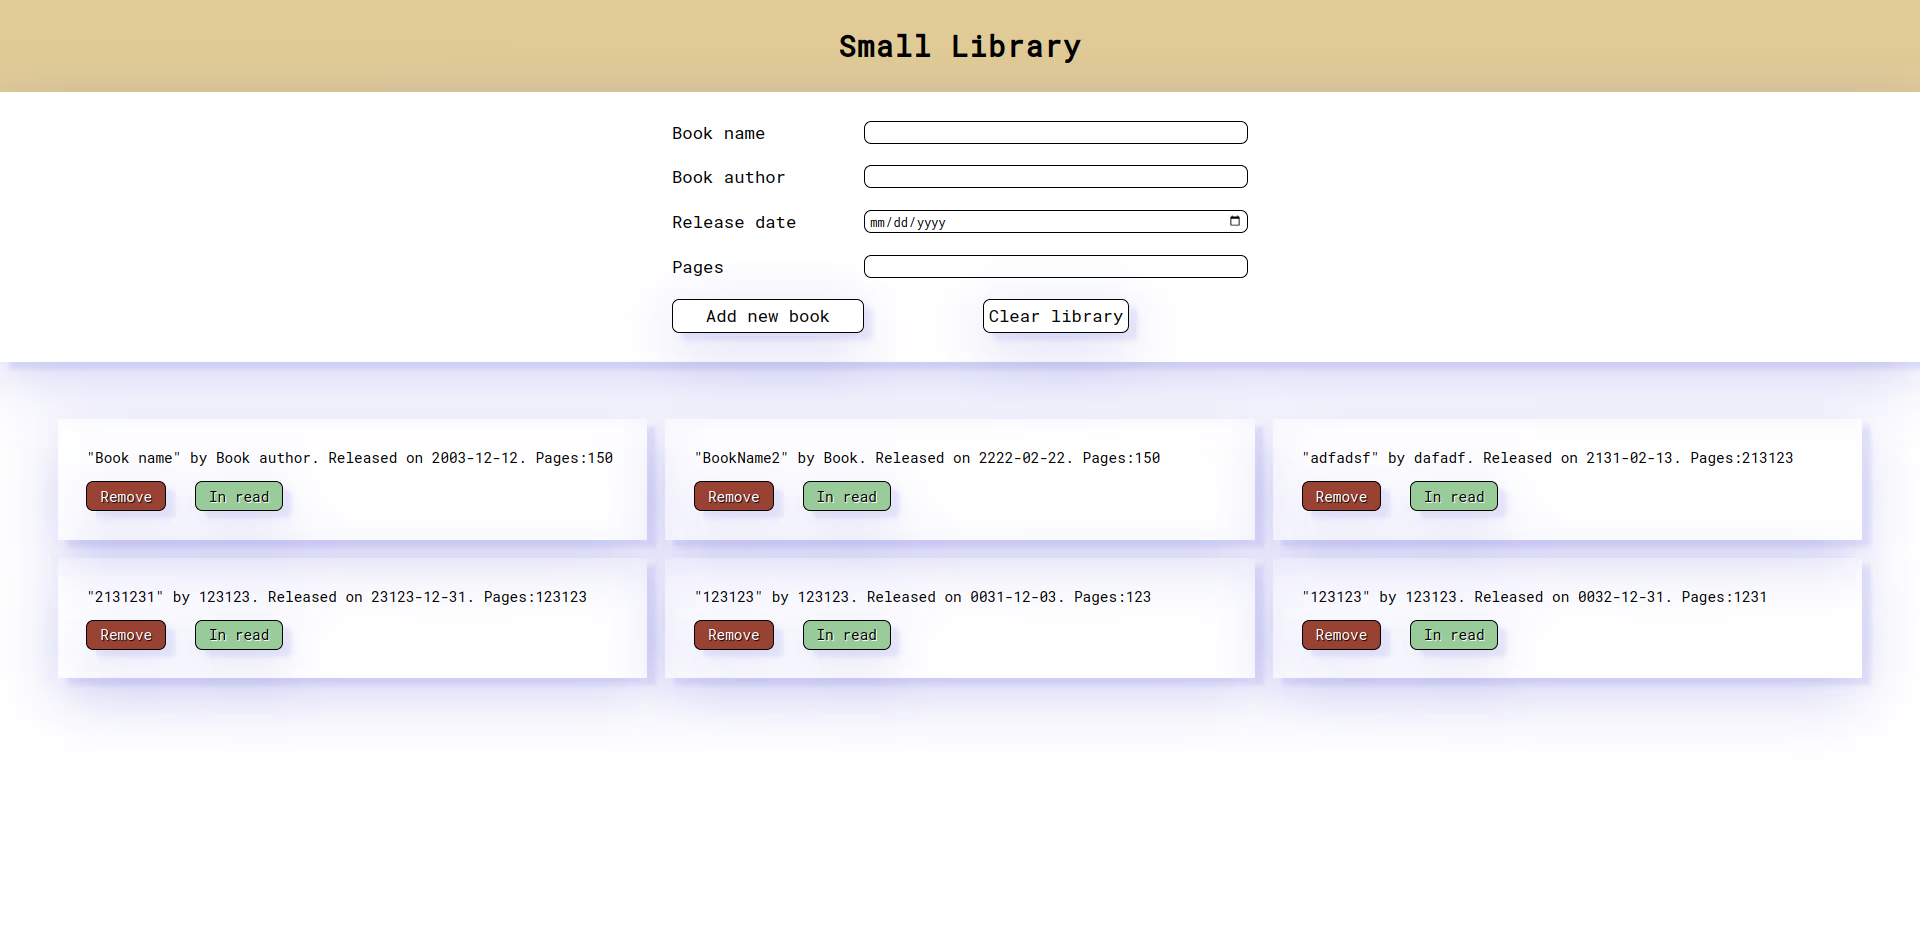 Small Library
Book name
Book author
Release date mm/dd/yyyy
Pages
Add new book Clear library
"Book name" by Book author. Released on 2003-12-12. Pages:150
Remove In read
"BookName2" by Book. Released on 2222-02-22. Pages:150
Remove In read
"adfadsf" by dafadf. Released on 2131-02-13. Pages:213123
Remove In read
"2131231" by 123123. Released on 23123-12-31. Pages:123123
Remove In read
"123123" by 123123. Released on 0031-12-03. Pages:123
Remove In read
"123123" by 123123. Released on 0032-12-31. Pages:1231
Remove In read